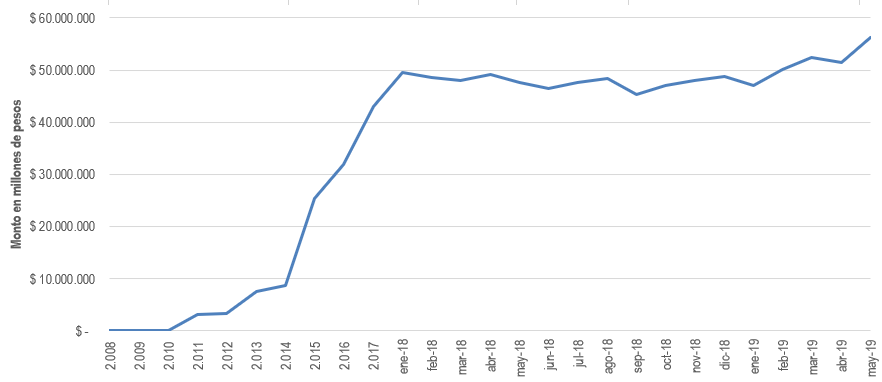 $ 60.000.000
$ 50.000.000
$ 40.000.000
$ 30.000.000
$ 20.000.000
$ 10.000.000
$ -
Monto en millones de pesos
2.008
2.009
2.010
2.011
2.012
2.013
2.014
2.015
2.016
2.017
ene-18
feb-18
mar-18
abr-18
may-18
jun-18
jul-18
ago-18
sep-18
oct-18
nov-18
dic-18
ene-19
feb-19
mar-19
abr-19
may-19